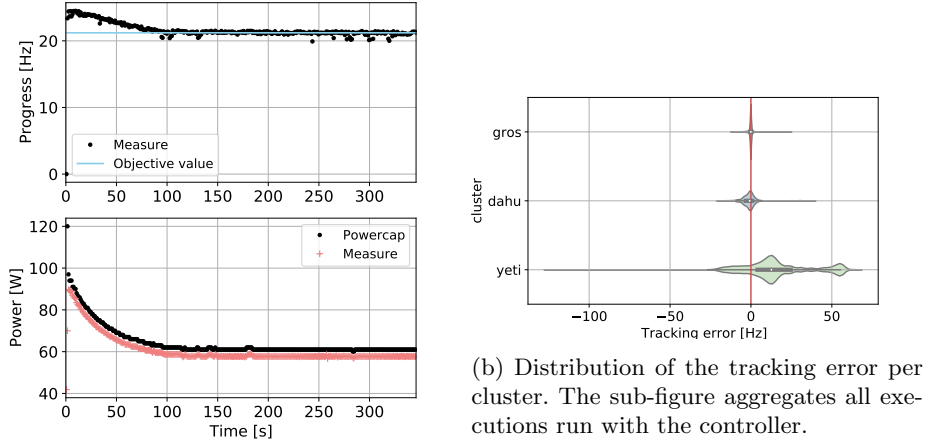 Progress [Hz]
20
10
0
Measure
Objective value
0 50 100 150 200 250 300
Power [W]
120
100
80
60
40
Powercap
Measure
0 50 100 150 200 250 300
Time [s]
cluster
gros
dahu
yeti
−100 −50 0 50
Tracking error [Hz]
(b) Distribution of the tracking error per
cluster. The sub-figure aggregates all exe-
cutions run with the controller.